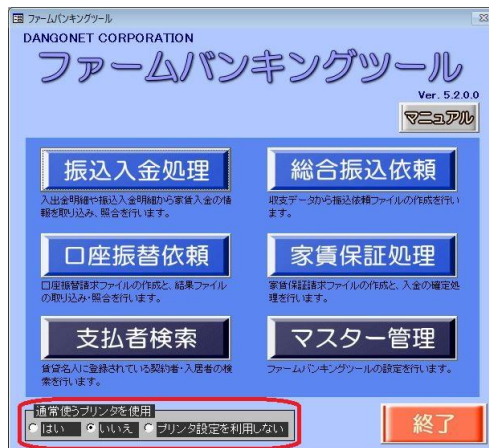 ファームバンキングツール
DANGONET CORPORATION
ファームバンキングツール
Ver. 5.2.0.0
マニュアル
振込入金処理
入出金明細や振込入金明細から家賃入金の情
報を取り込み、照合を行います。
総合振込依頼
収支データから振込依頼ファイルの作成を行い
ます。
口座振替依頼
口座振替請求ファイルの作成と、結果ファイル
の取り込み・照合を行います。
家賃保証処理
家賃保証請求ファイルの作成と、入金の確定処
理を行います。
支払者検索
賃貸名人に登録されている契約者・入居者の検
索を行います。
マスター管理
ファームバンキングツールの設定を行います。
通常使うプリンタを使用
はい いいえ プリンタ設定を利用しない
終了